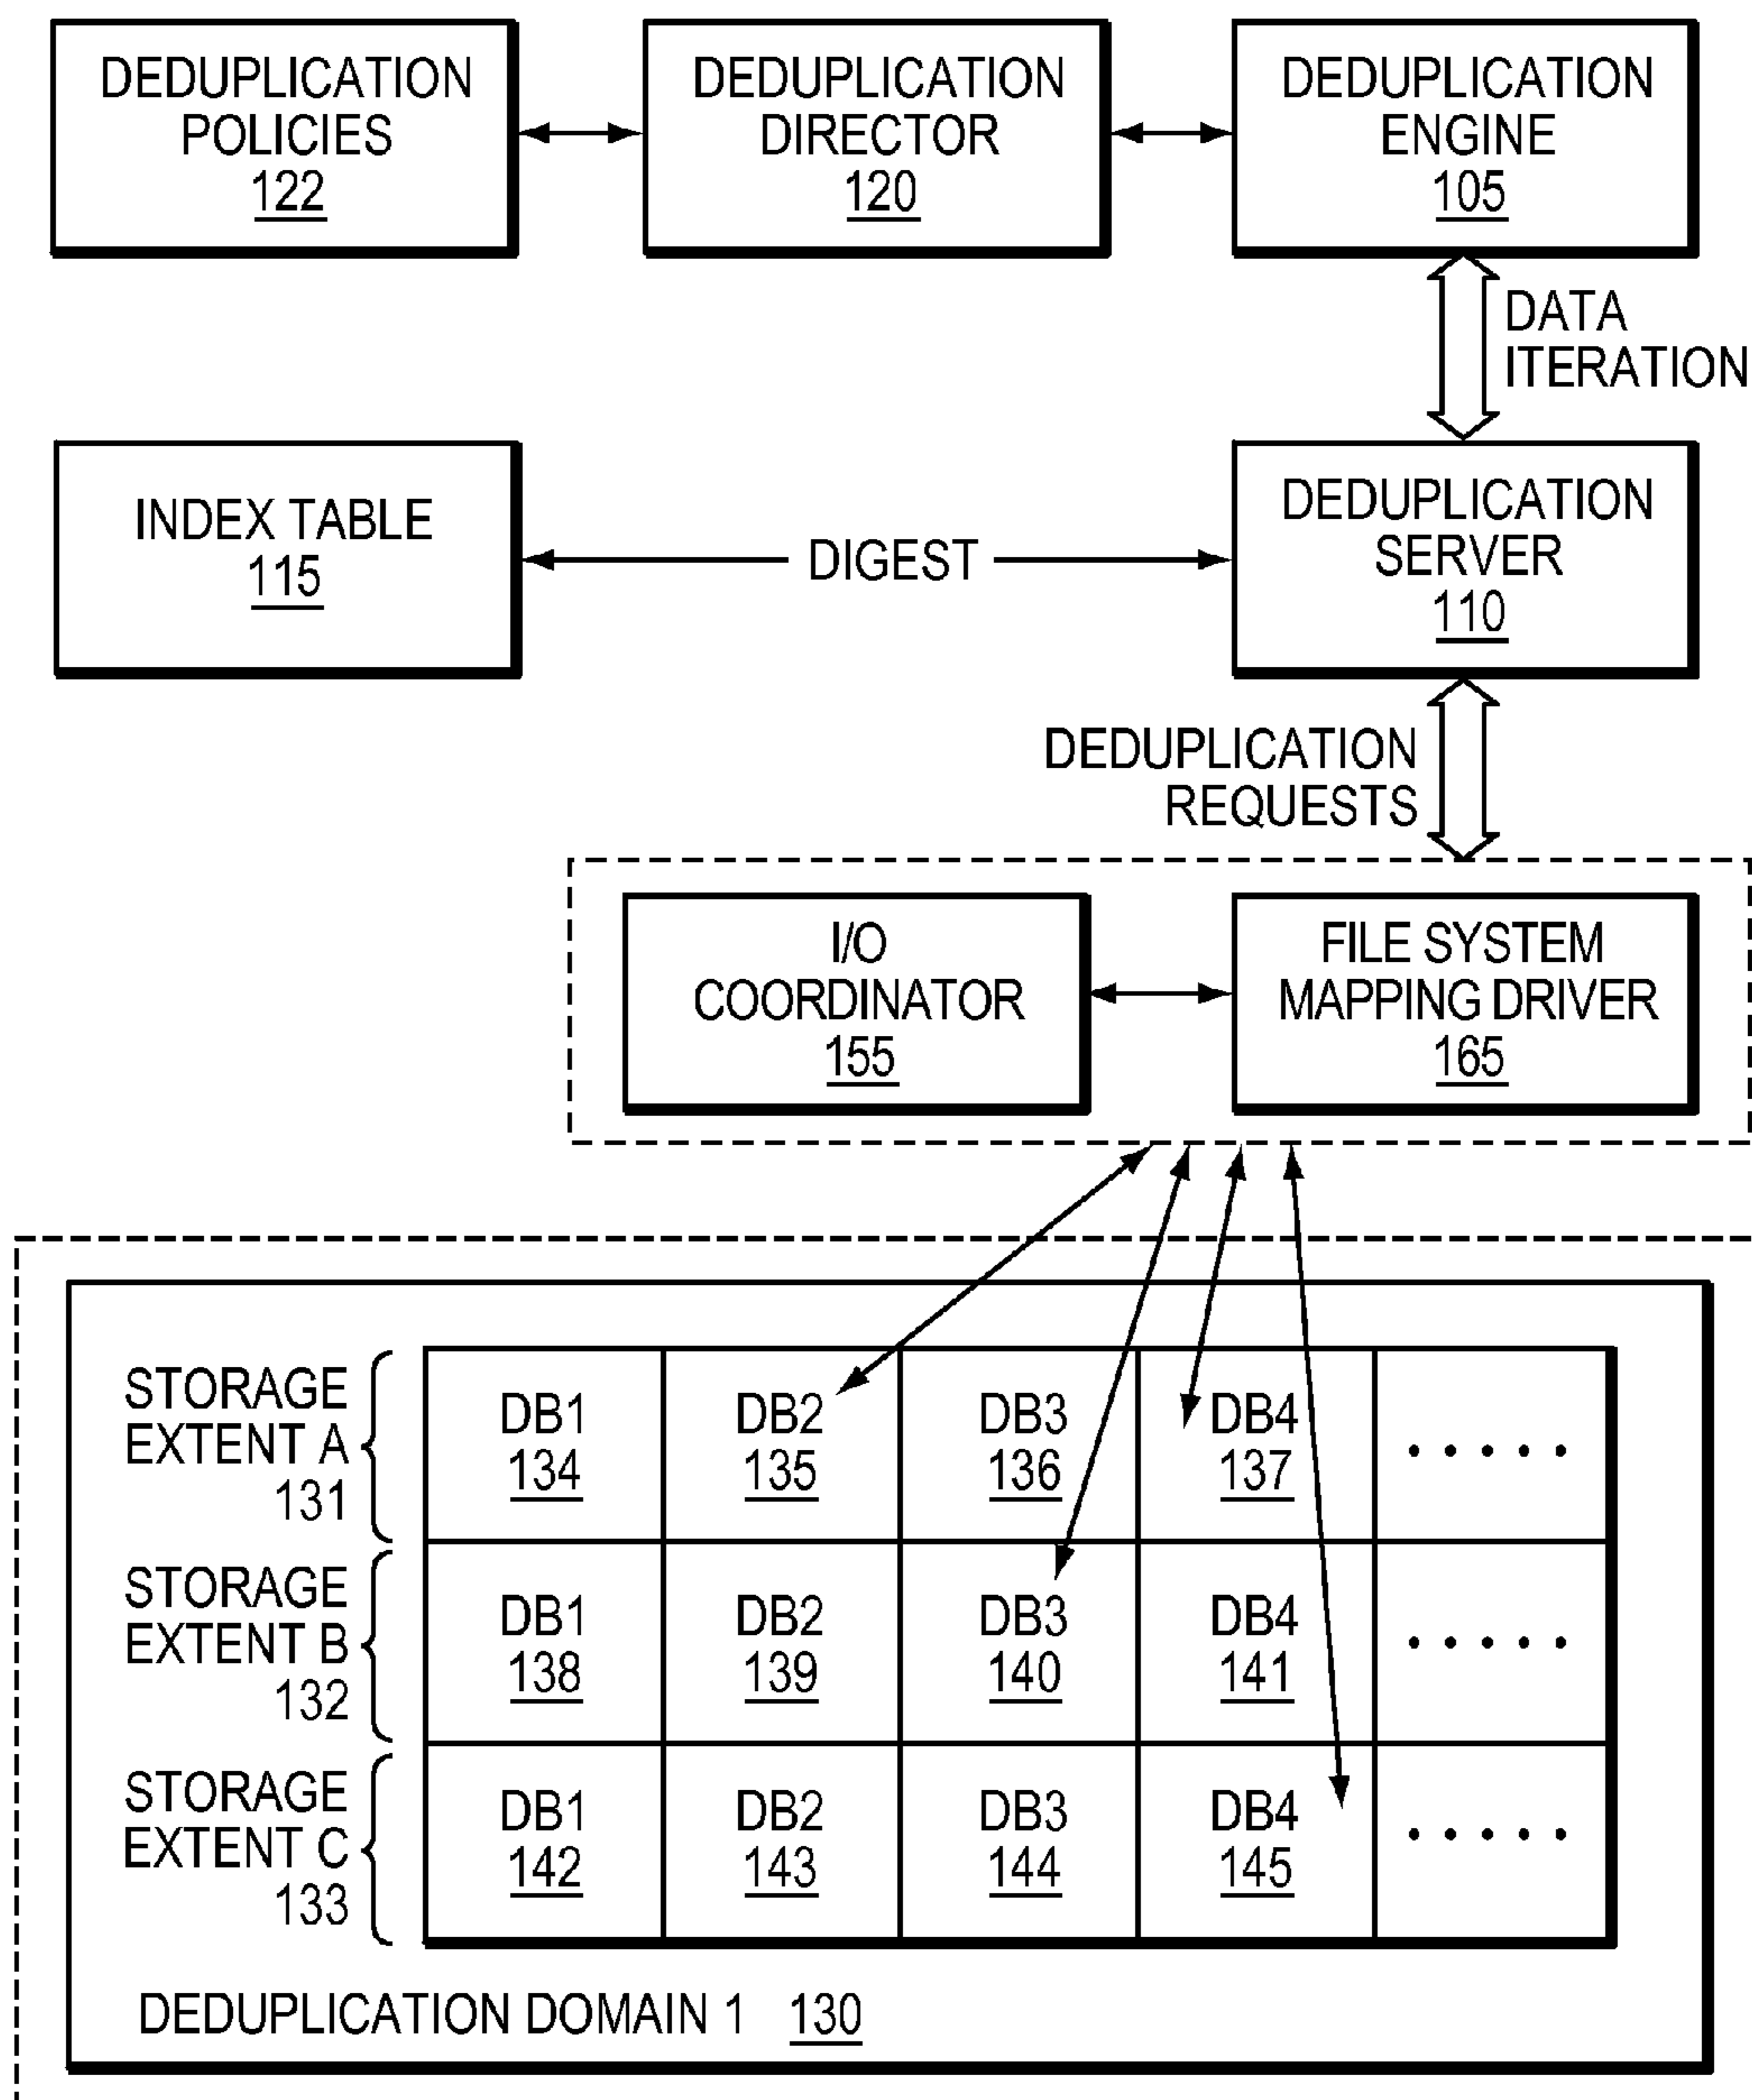 DEDUPLICATION
POLICIES
122
DEDUPLICATION
DIRECTOR
120
DEDUPLICATION
ENGINE
105
DATA
ITERATION
INDEX TABLE
115
DIGEST
DEDUPLICATION
SERVER
110
DEDUPLICATION
REQUESTS
I/O
COORDINATOR
155
FILE SYSTEM
MAPPING DRIVER
165
STORAGE
EXTENT A
131
DB1
134
DB2
135
DB3
136
DB4
137
.....
STORAGE
EXTENT B
132
DB1
138
DB2
139
DB3
140
DB4
141
.....
STORAGE
EXTENT C
133
DB1
142
DB2
143
DB3
144
DB4
145
.....
DEDUPLICATION DOMAIN 1 130